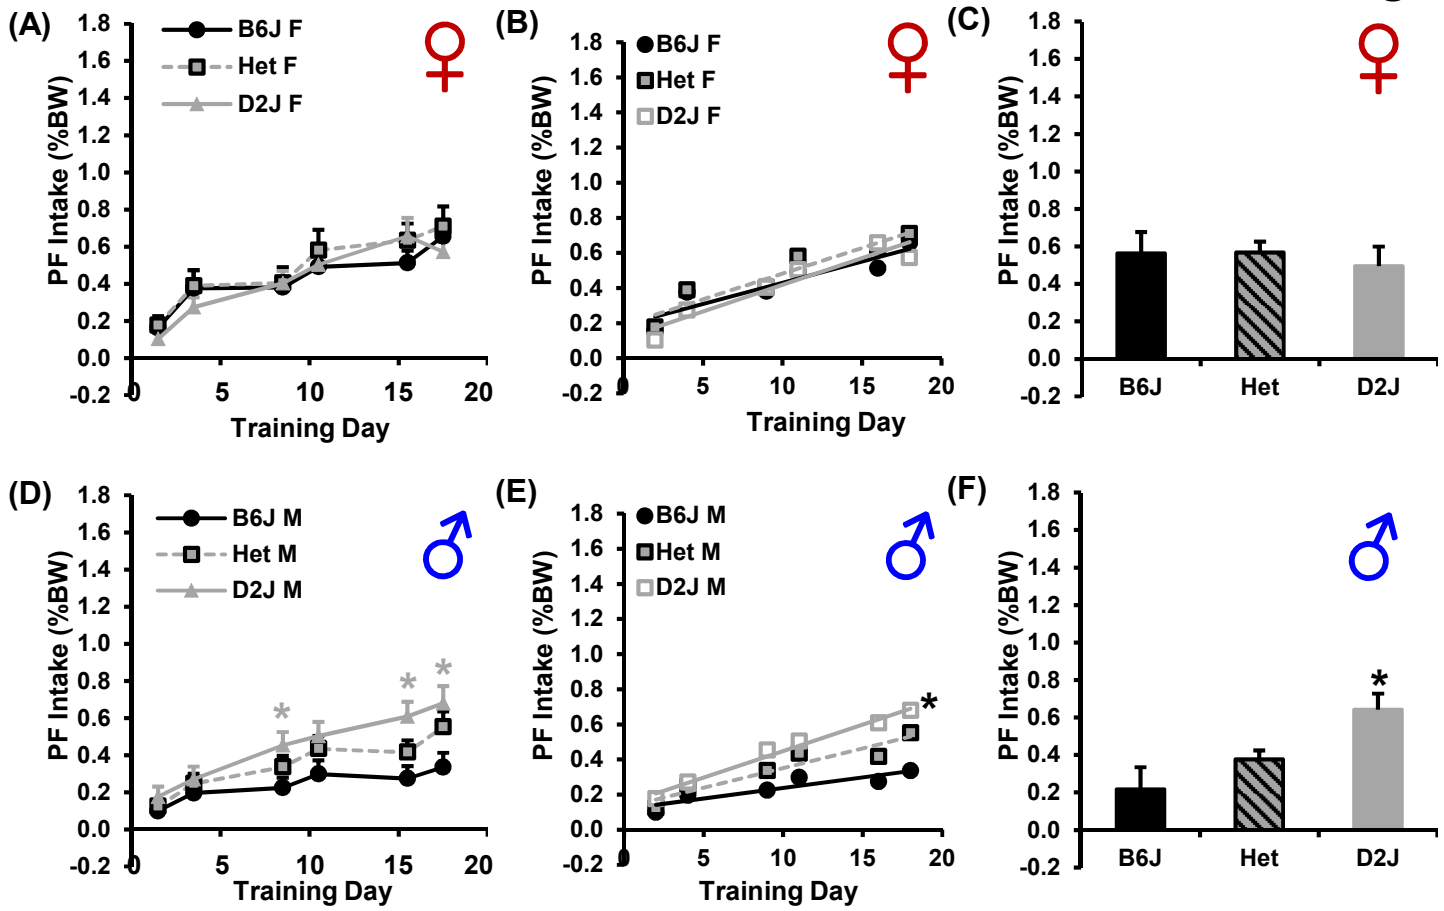 (A)
1.8
1.6
1.4
1.2
1.0
0.8
0.6
0.4
0.2
0.0
-0.2
PF Intake (%BW)
B6J F
Het F
D2J F
♀
0 5 10 15 20
Training Day
(B)
1.8
1.6
1.4
1.2
1.0
0.8
0.6
0.4
0.2
0.0
-0.2
PF Intake (%BW)
B6J F
Het F
D2J F
♀
0 5 10 15 20
Training Day
(C)
1.8
1.6
1.4
1.2
1.0
0.8
0.6
0.4
0.2
0.0
-0.2
PF Intake (%BW)
♀
B6J Het D2J
(D)
1.8
1.6
1.4
1.2
1.0
0.8
0.6
0.4
0.2
0.0
-0.2
PF Intake (%BW)
B6J M
Het M
D2J M
♂
* * *
0 5 10 15 20
Training Day
(E)
1.8
1.6
1.4
1.2
1.0
0.8
0.6
0.4
0.2
0.0
-0.2
PF Intake (%BW)
B6J M
Het M
D2J M
♂
*
0 5 10 15 20
Training Day
(F)
1.8
1.6
1.4
1.2
1.0
0.8
0.6
0.4
0.2
0.0
-0.2
PF Intake (%BW)
♂
*
B6J Het D2J